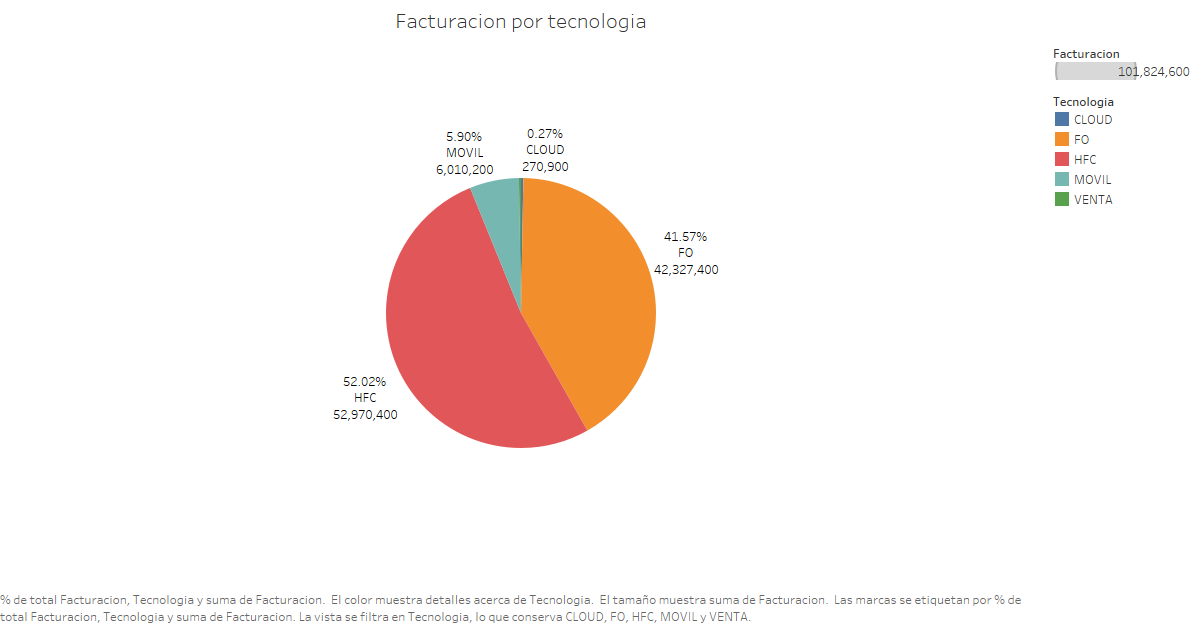 Facturacion por tecnologia
Facturacion
101,824,600
Tecnologia
CLOUD
FO
HFC
MOVIL
VENTA
5.90%
MOVIL
6,010,200
0.27%
CLOUD
270,900
41.57%
FO
42,327,400
52.02%
HFC
52,970,400
% de total Facturacion, Tecnologia y suma de Facturacion.  El color muestra detalles acerca de Tecnologia.  El tamaño muestra suma de Facturacion.  Las marcas se etiquetan por % de
total Facturacion, Tecnologia y suma de Facturacion. La vista se filtra en Tecnologia, lo que conserva CLOUD, FO, HFC, MOVIL y VENTA.